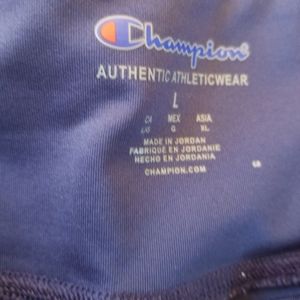 Champion
AUTHENTIC ATHLETICWEAR
L
CA MEX ASIA
L/G G XL
MADE IN JORDAN
FABRIQUÉ EN JORDANIE
HECHO EN JORDANIA
CHAMPION.COM